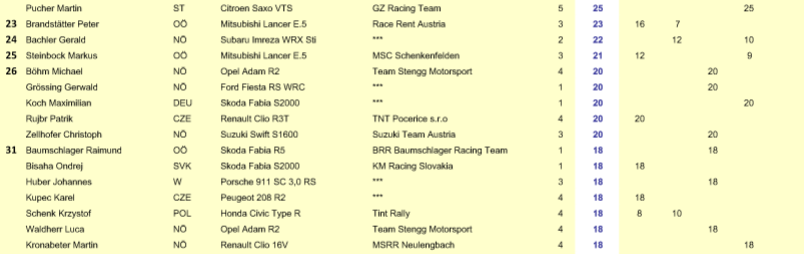 Pucher Martin ST Citroen Saxo VTS GZ Racing Team 5 25 25
23 Brandstätter Peter OÖ Mitsubishi Lancer E.5 Race Rent Austria 3 23 16 7
24 Bachler Gerald NÖ Subaru Imreza WRX Sti *** 2 22 12 10
25 Steinbock Markus OÖ Mitsubishi Lancer E.5 MSC Schenkenfelden 3 21 12 9
26 Böhm Michael NÖ Opel Adam R2 Team Stengg Motorsport 4 20 20
Grössing Gerwald NÖ Ford Fiesta RS WRC *** 1 20 20
Koch Maximilian DEU Skoda Fabia S2000 *** 1 20 20
Rujbr Patrik CZE Renault Clio R3T TNT Pocerice s.r.o 4 20 20
Zellhofer Christoph NÖ Suzuki Swift S1600 Suzuki Team Austria 3 20 20
31 Baumschlager Raimund OÖ Skoda Fabia R5 BRR Baumschlager Racing Team 1 18 18
Bisaha Ondrej SVK Skoda Fabia S2000 KM Racing Slovakia 1 18 18
Huber Johannes W Porsche 911 SC 3,0 RS *** 3 18 18
Kupec Karel CZE Peugeot 208 R2 *** 4 18 18
Schenk Krzystof POL Honda Civic Type R Tint Rally 4 18 8 10
Waldherr Luca NÖ Opel Adam R2 Team Stengg Motorsport 4 18 18
Kronabeter Martin NÖ Renault Clio 16V MSRR Neulengbach 4 18 18